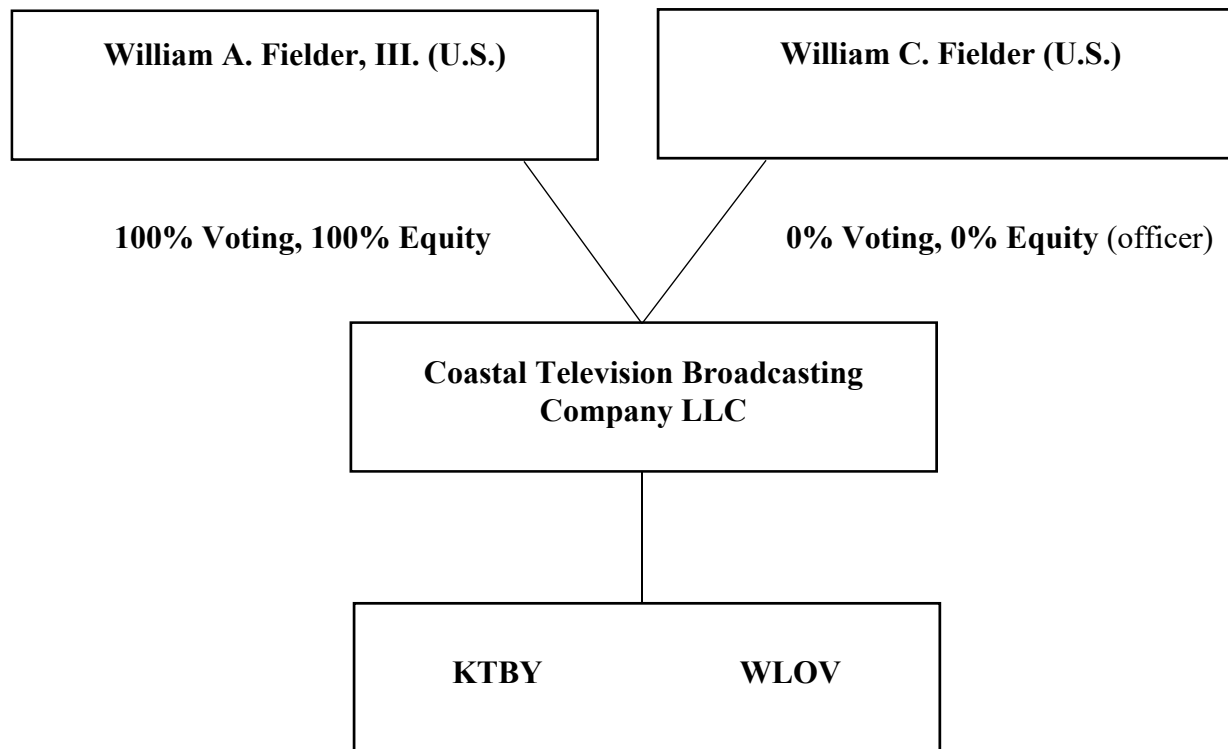 William A. Fielder, III. (U.S.)
William C. Fielder (U.S.)
100% Voting, 100% Equity
0% Voting, 0% Equity (officer)
Coastal Television Broadcasting
Company LLC
KTBY
WLOV